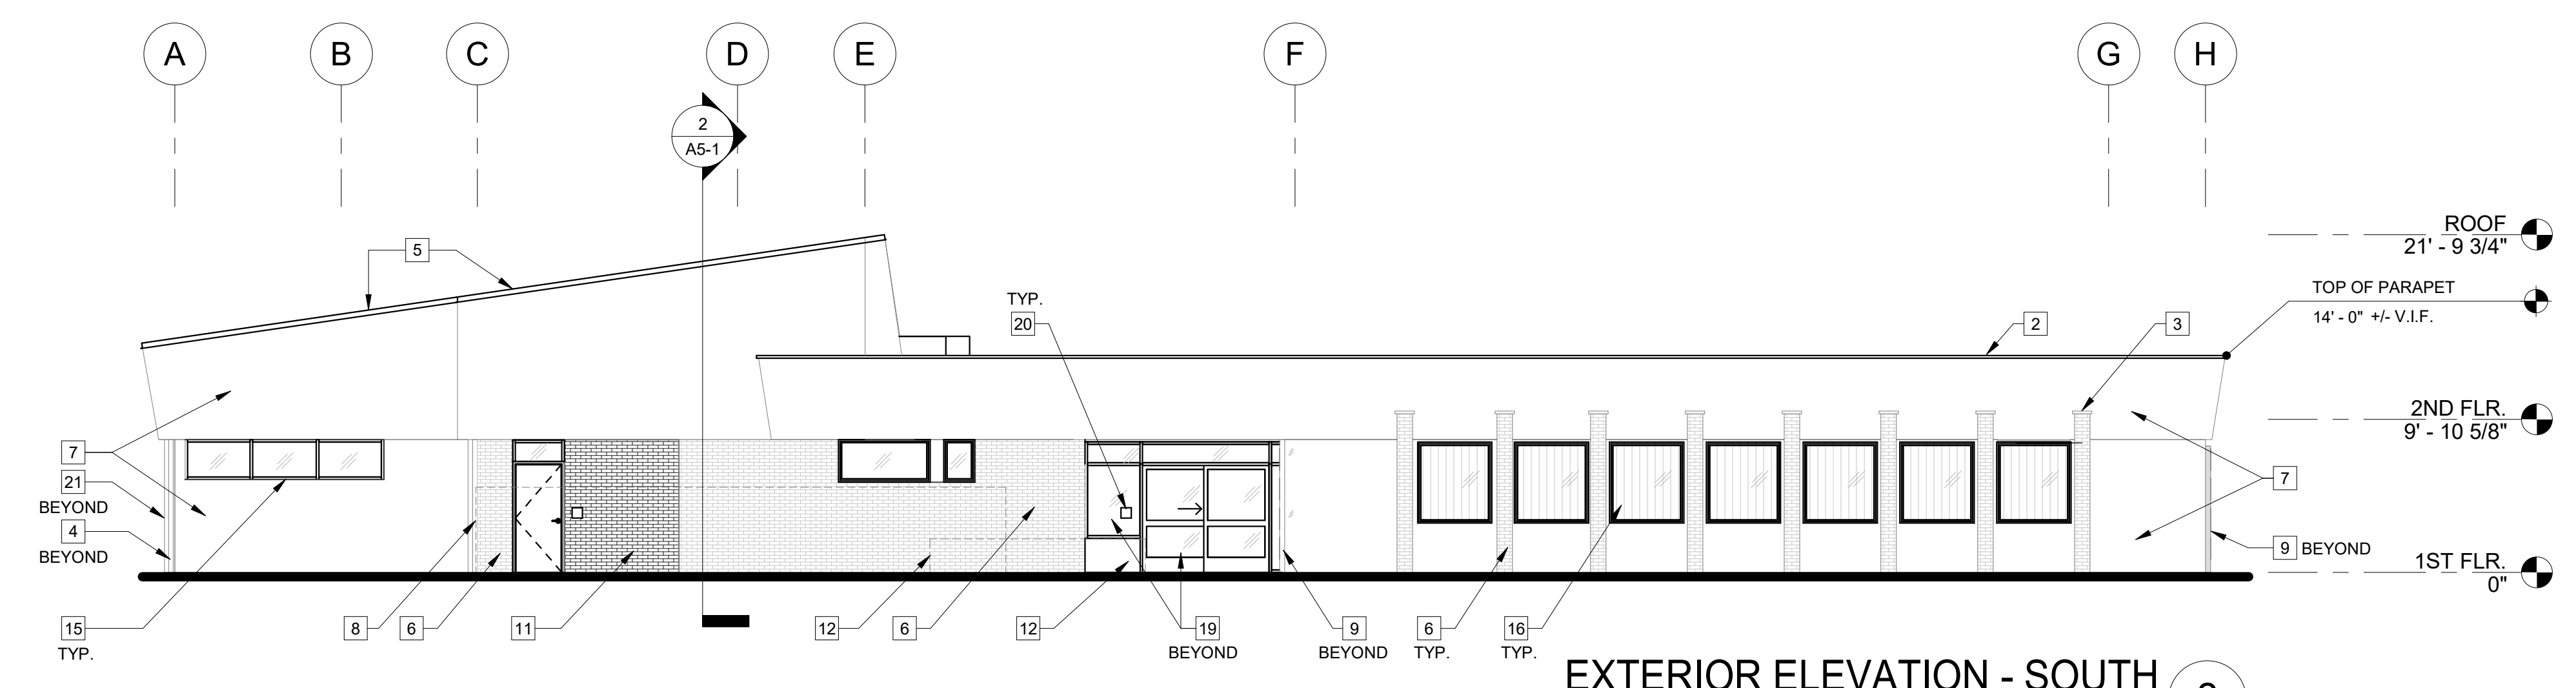 A B C D E F G H
2
A5-1
ROOF
21' - 9 3/4"
5
TYP.
20
2
3
TOP OF PARAPET
14' - 0" +/- V.I.F.
2ND FLR.
9' - 10 5/8"
7
21
BEYOND
4
BEYOND
7
9 BEYOND
1ST FLR.
0"
15
TYP.
8
6
11
12
6
12
19
BEYOND
9
BEYOND
6
TYP.
16
TYP.
EXTERIOR ELEVATION - SOUTH